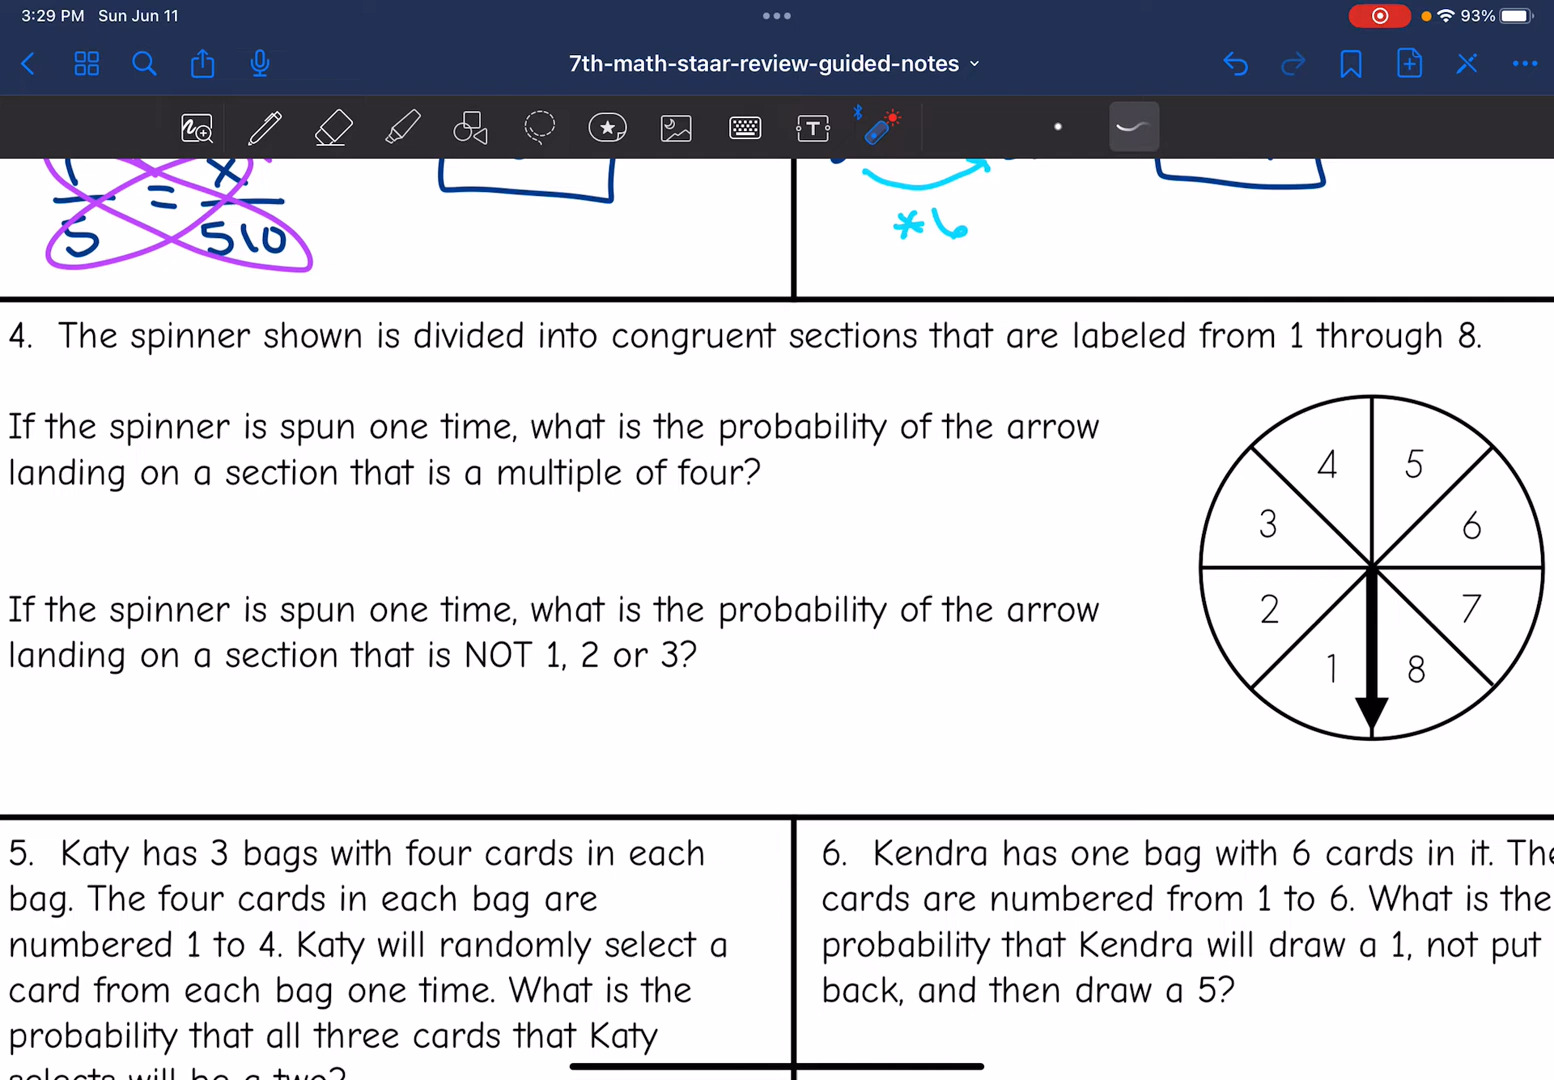 3:29 PM Sun Jun 11
93%
7th-math-staar-review-guided-notes
x
5 = 510
*6
4. The spinner shown is divided into congruent sections that are labeled from 1 through 8.
If the spinner is spun one time, what is the probability of the arrow
landing on a section that is a multiple of four?
If the spinner is spun one time, what is the probability of the arrow
landing on a section that is NOT 1, 2 or 3?
4 5
3 6
2 7
1 8
5. Katy has 3 bags with four cards in each
bag. The four cards in each bag are
numbered 1 to 4. Katy will randomly select a
card from each bag one time. What is the
probability that all three cards that Katy
selects will be a two?
6. Kendra has one bag with 6 cards in it. The
cards are numbered from 1 to 6. What is the
probability that Kendra will draw a 1, not put
back, and then draw a 5?